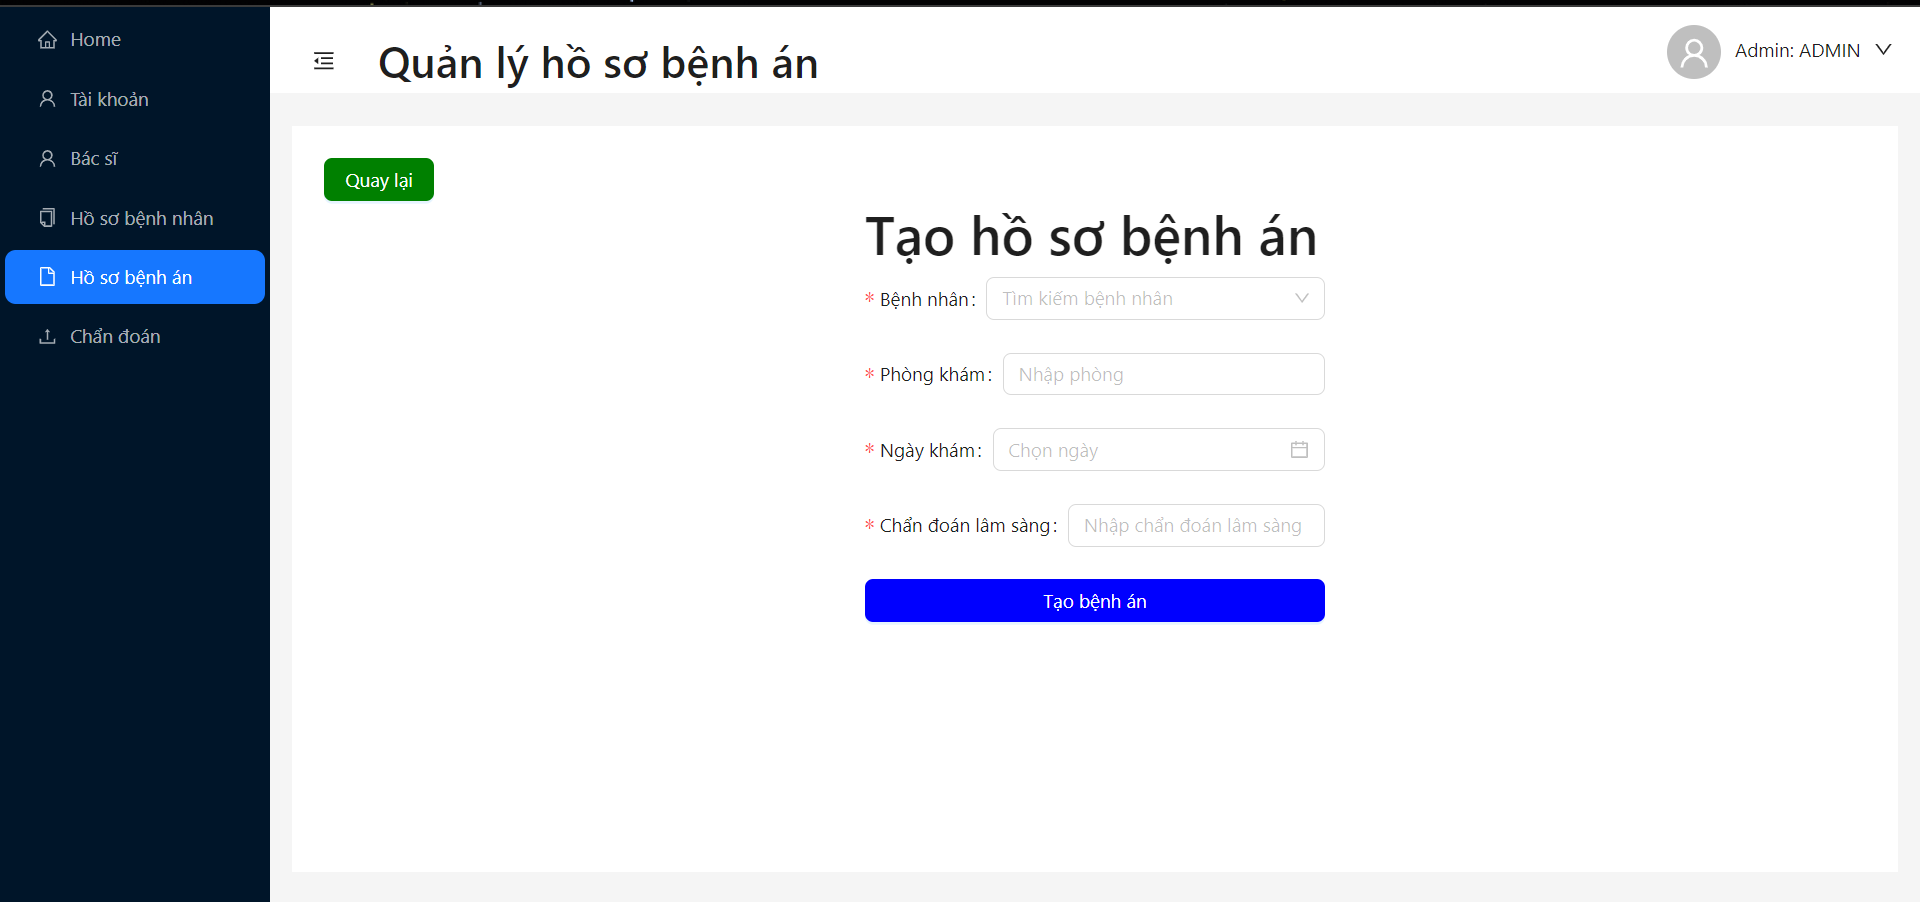 Home
Tài khoản
Bác sĩ
Hồ sơ bệnh nhân
Hồ sơ bệnh án
Chẩn đoán
Quản lý hồ sơ bệnh án
Admin: ADMIN
Quay lại
Tạo hồ sơ bệnh án
* Bệnh nhân: Tìm kiếm bệnh nhân
* Phòng khám: Nhập phòng
* Ngày khám: Chọn ngày
* Chẩn đoán lâm sàng: Nhập chẩn đoán lâm sàng
Tạo bệnh án